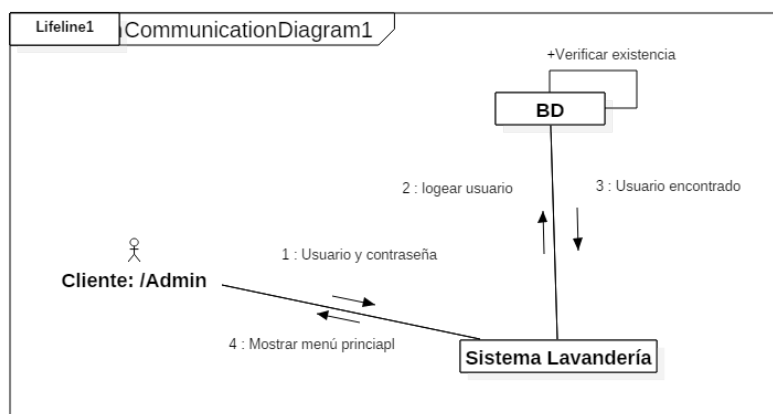 Lifeline1
CommunicationDiagram1
+Verificar existencia
BD
2 : logear usuario
3 : Usuario encontrado
1 : Usuario y contraseña
Cliente: /Admin
4 : Mostrar menú princiapl
Sistema Lavandería